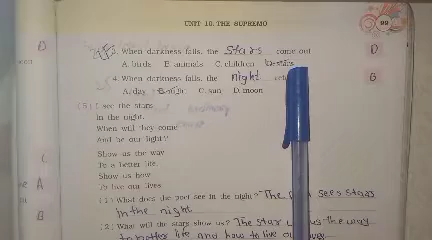 UNIT 10. THE SUPREMO
99
D
3. When darkness falls, the stars come out
D
A. birds B. animals C. children
4. When darkness falls, the night
B
A. day B. nigh C. sun D. moon
(5) I see the stars
In the night.
When will they come
And be our light?
L
Show us the way
To a better life.
A
Show us how
To live our lives
B
(1) What does the poet see in the night? The sees stars
in the night
(2) What will the stars show us? The star us the way
to better life and how to live our